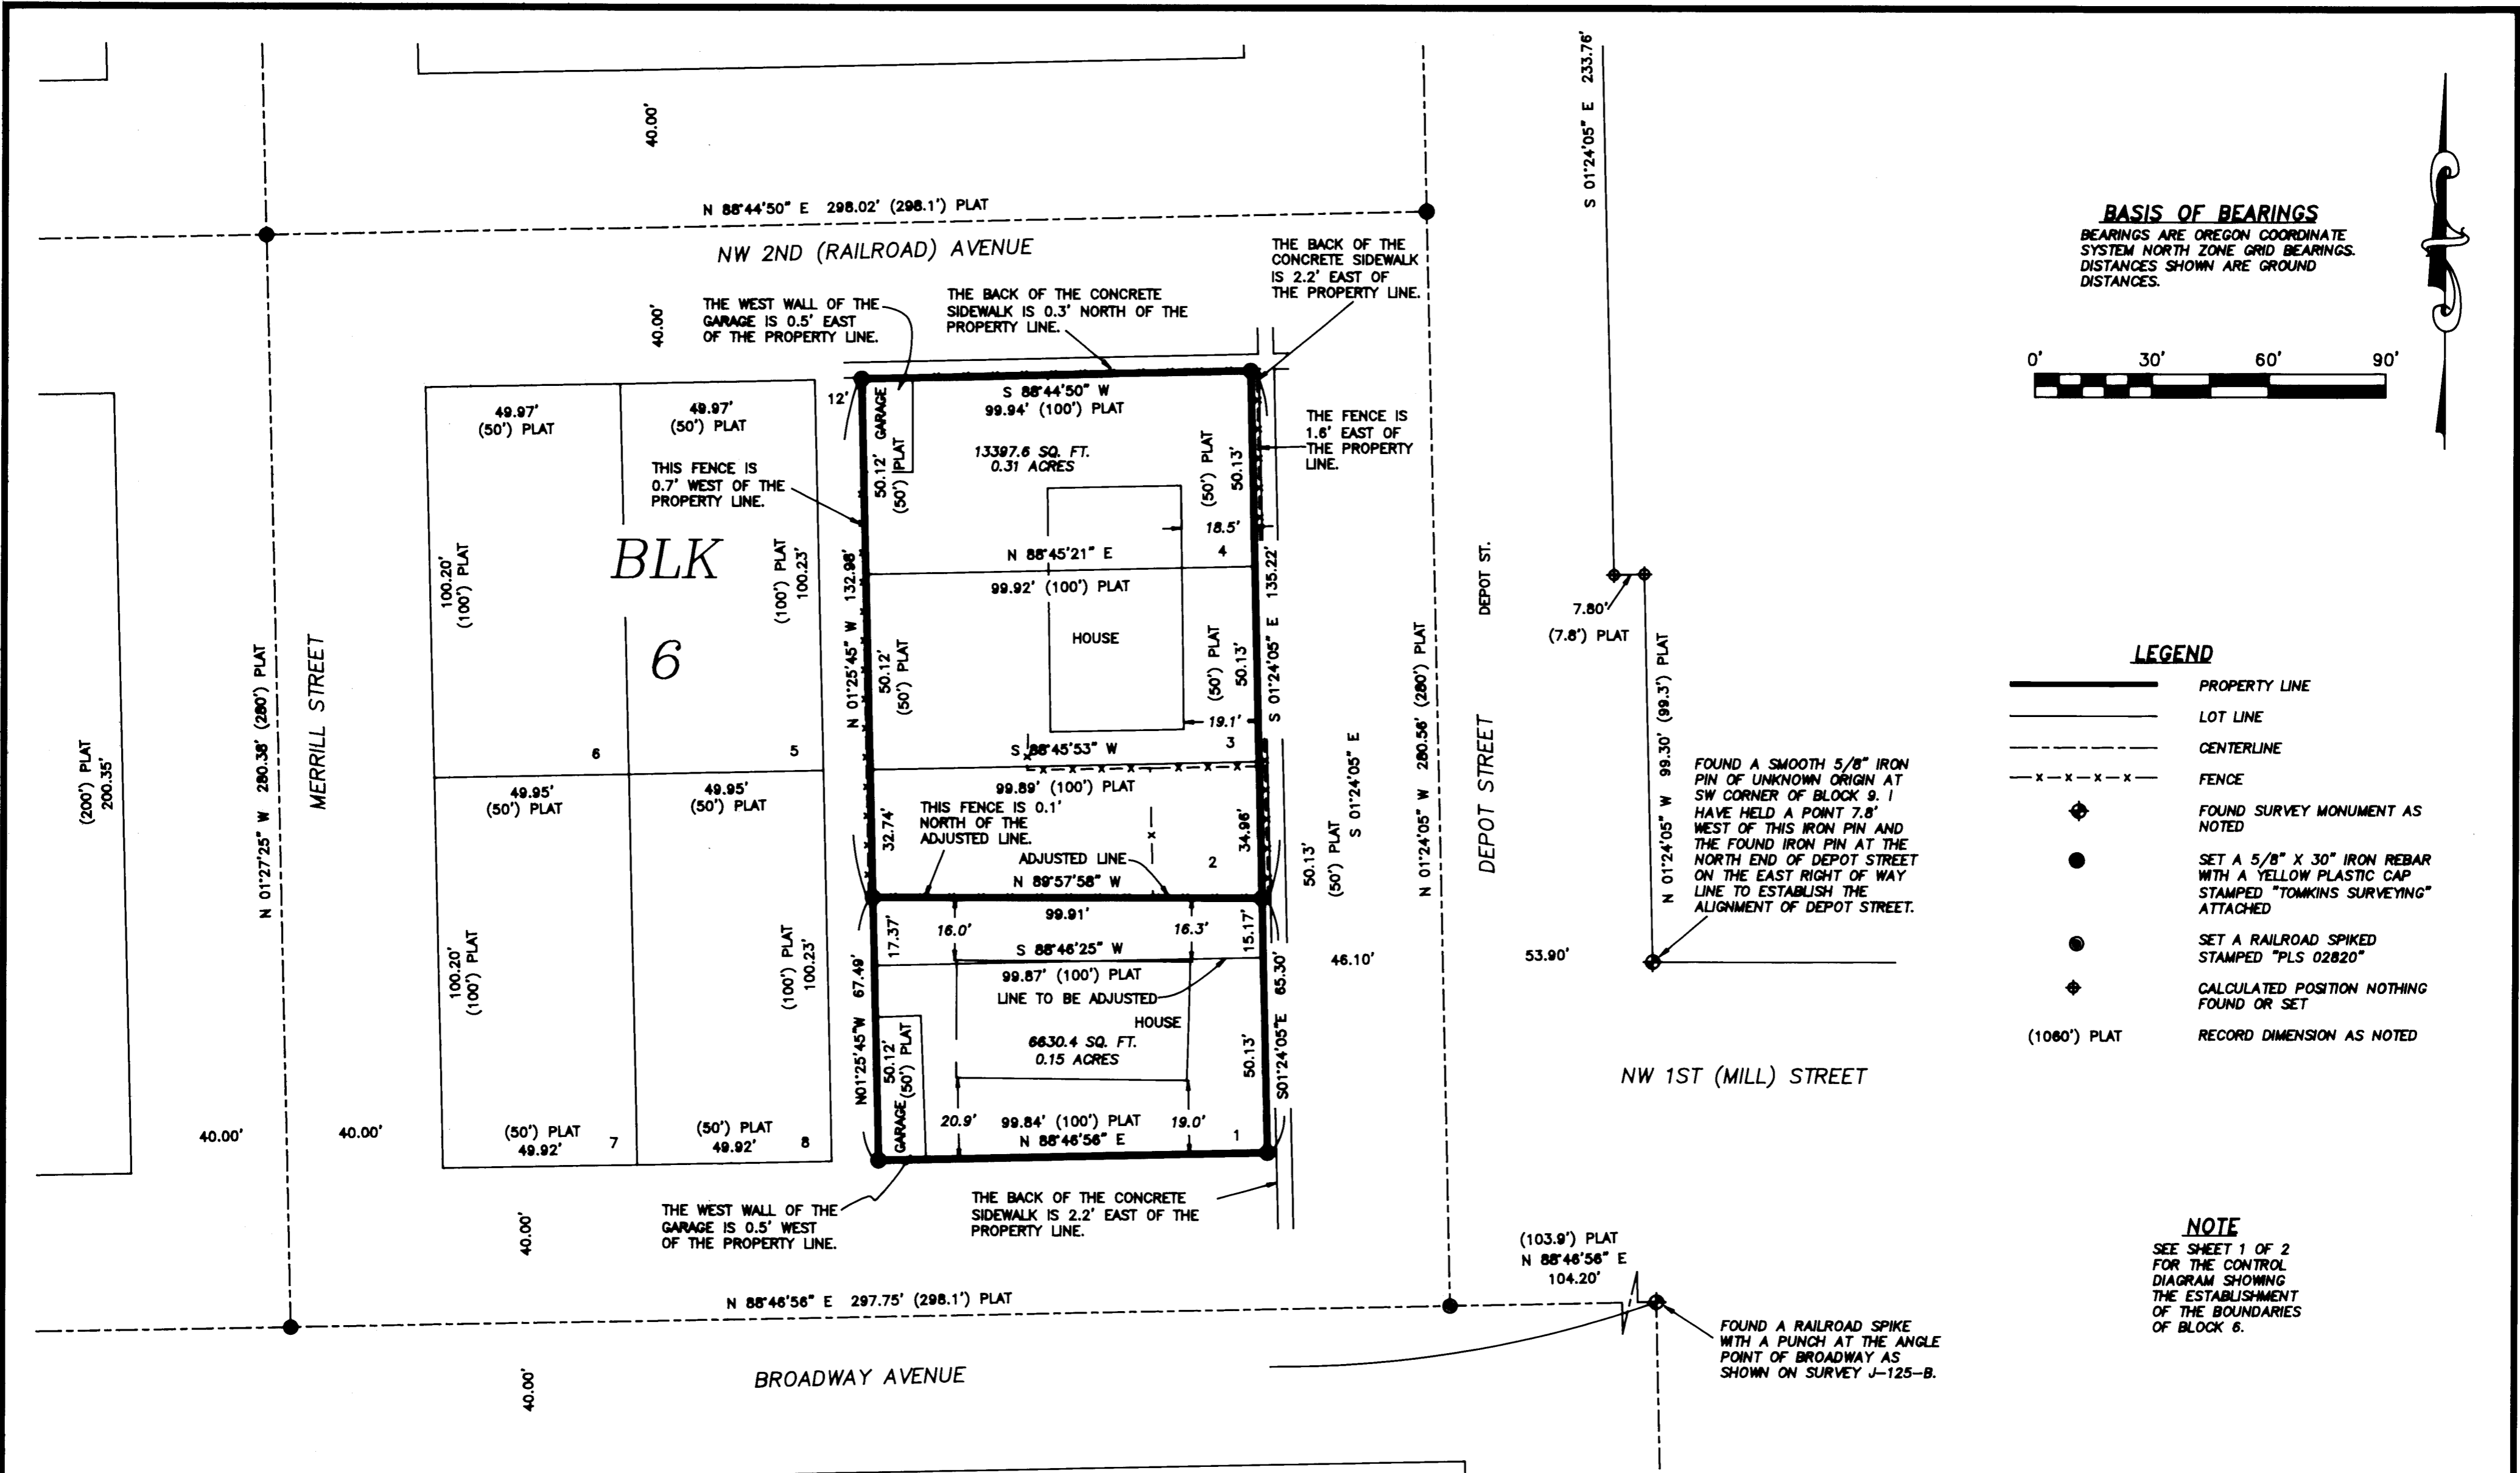 S 01°24'05" E 233.76'
40.00'
N 88°44'50" E 298.02' (298.1') PLAT
NW 2ND (RAILROAD) AVENUE
40.00'
THE WEST WALL OF THE
GARAGE IS 0.5' EAST
OF THE PROPERTY LINE.
THE BACK OF THE CONCRETE
SIDEWALK IS 0.3' NORTH OF THE
PROPERTY LINE.
THE BACK OF THE
CONCRETE SIDEWALK
IS 2.2' EAST OF
THE PROPERTY LINE.
BASIS OF BEARINGS
BEARINGS ARE OREGON COORDINATE
SYSTEM NORTH ZONE GRID BEARINGS.
DISTANCES SHOWN ARE GROUND
DISTANCES.
0' 30' 60' 90'
49.97'
(50') PLAT
49.97'
(50') PLAT
12'
GARAGE
S 88°44'50" W
99.94' (100') PLAT
13397.6 SQ. FT.
0.31 ACRES
50.12'
(50') PLAT
(50') PLAT
50.13'
THE FENCE IS
1.6' EAST OF
THE PROPERTY
LINE.
THIS FENCE IS
0.7' WEST OF THE
PROPERTY LINE.
18.5'
N 88°45'21" E
4
99.92' (100') PLAT
BLK
6
100.20'
(100') PLAT
(100') PLAT
100.23'
N 01°25'45" W 132.98'
S 01°24'05" E 135.22'
HOUSE
50.12'
(50') PLAT
(50') PLAT
50.13'
19.1'
6
5
3
S 88°45'53" W
99.89' (100') PLAT
49.95'
(50') PLAT
49.95'
(50') PLAT
THIS FENCE IS 0.1'
NORTH OF THE
ADJUSTED LINE.
32.74'
34.96'
ADJUSTED LINE
2
N 89°57'58" W
99.91'
50.13'
(50') PLAT
S 01°24'05" E
17.37'
16.0'
16.3'
15.17'
S 88°46'25" W
99.87' (100') PLAT
LINE TO BE ADJUSTED
HOUSE
6630.4 SQ. FT.
0.15 ACRES
N01°25'45"W 67.49'
S01°24'05"E 65.30'
50.12'
(50') PLAT
GARAGE
50.13'
20.9'
99.84' (100') PLAT
N 88°46'56" E
19.0'
1
100.20'
(100') PLAT
(100') PLAT
100.23'
(50') PLAT
49.92'
7
(50') PLAT
49.92'
8
(200') PLAT
200.35'
N 01°27'25" W 280.38' (280') PLAT
MERRILL STREET
40.00'
40.00'
N 01°24'05" W 280.56' (280') PLAT
DEPOT ST.
DEPOT STREET
7.80'
(7.8') PLAT
N 01°24'05" W 99.30' (99.3') PLAT
FOUND A SMOOTH 5/8" IRON
PIN OF UNKNOWN ORIGIN AT
SW CORNER OF BLOCK 9. I
HAVE HELD A POINT 7.8'
WEST OF THIS IRON PIN AND
THE FOUND IRON PIN AT THE
NORTH END OF DEPOT STREET
ON THE EAST RIGHT OF WAY
LINE TO ESTABLISH THE
ALIGNMENT OF DEPOT STREET.
46.10'
53.90'
NW 1ST (MILL) STREET
LEGEND
PROPERTY LINE
LOT LINE
CENTERLINE
FENCE
FOUND SURVEY MONUMENT AS
NOTED
SET A 5/8" X 30" IRON REBAR
WITH A YELLOW PLASTIC CAP
STAMPED "TOMKINS SURVEYING"
ATTACHED
SET A RAILROAD SPIKED
STAMPED "PLS 02820"
CALCULATED POSITION NOTHING
FOUND OR SET
(1060') PLAT
RECORD DIMENSION AS NOTED
THE WEST WALL OF THE
GARAGE IS 0.5' WEST
OF THE PROPERTY LINE.
THE BACK OF THE CONCRETE
SIDEWALK IS 2.2' EAST OF THE
PROPERTY LINE.
40.00'
N 88°46'56" E 297.75' (298.1') PLAT
(103.9') PLAT
N 88°46'56" E
104.20'
FOUND A RAILROAD SPIKE
WITH A PUNCH AT THE ANGLE
POINT OF BROADWAY AS
SHOWN ON SURVEY J-125-B.
NOTE
SEE SHEET 1 OF 2
FOR THE CONTROL
DIAGRAM SHOWING
THE ESTABLISHMENT
OF THE BOUNDARIES
OF BLOCK 6.
40.00'
BROADWAY AVENUE